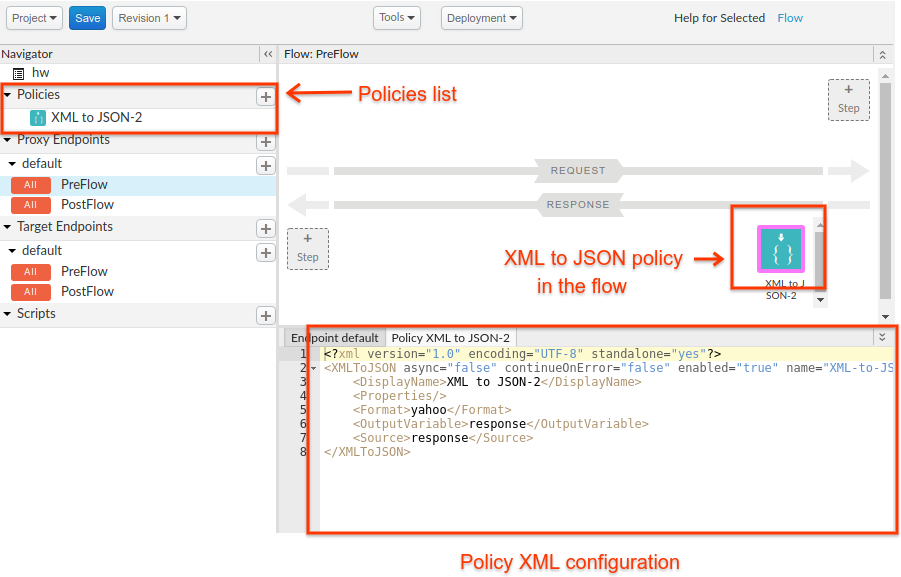 Project Save Revision 1 Tools Deployment Help for Selected Flow
Navigator
hw
Policies
XML to JSON-2
Proxy Endpoints
default
All PreFlow
All PostFlow
Target Endpoints
default
All PreFlow
All PostFlow
Scripts
Flow: PreFlow
Policies list
+
Step
REQUEST
RESPONSE
+
Step
XML to JSON policy
in the flow
XML to J
SON-2
Endpoint default Policy XML to JSON-2
1 <?xml version="1.0" encoding="UTF-8" standalone="yes"?>
2 <XMLToJSON async="false" continueOnError="false" enabled="true" name="XML-to-JS
3 <DisplayName>XML to JSON-2</DisplayName>
4 <Properties/>
5 <Format>yahoo</Format>
6 <OutputVariable>response</OutputVariable>
7 <Source>response</Source>
8 </XMLToJSON>
Policy XML configuration